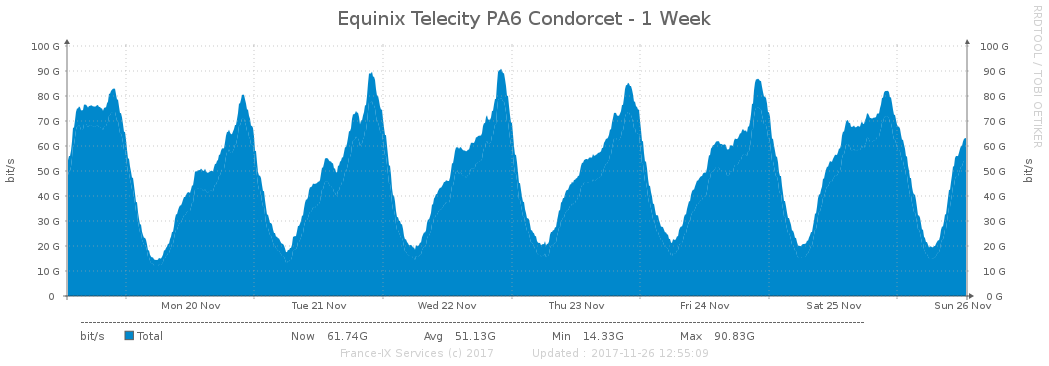 Equinix Telecity PA6 Condorcet - 1 Week
RRDTOOL / TOBI OETIKER
100 G 100 G
90 G 90 G
80 G 80 G
70 G 70 G
60 G 60 G
50 G 50 G
40 G 40 G
30 G 30 G
20 G 20 G
10 G 10 G
0 0 G
bit/s bit/s
Mon 20 Nov Tue 21 Nov Wed 22 Nov Thu 23 Nov Fri 24 Nov Sat 25 Nov Sun 26 Nov
bit/s Total Now 61.74G Avg 51.13G Min 14.33G Max 90.83G
France-IX Services (c) 2017 Updated : 2017-11-26 12:55:09